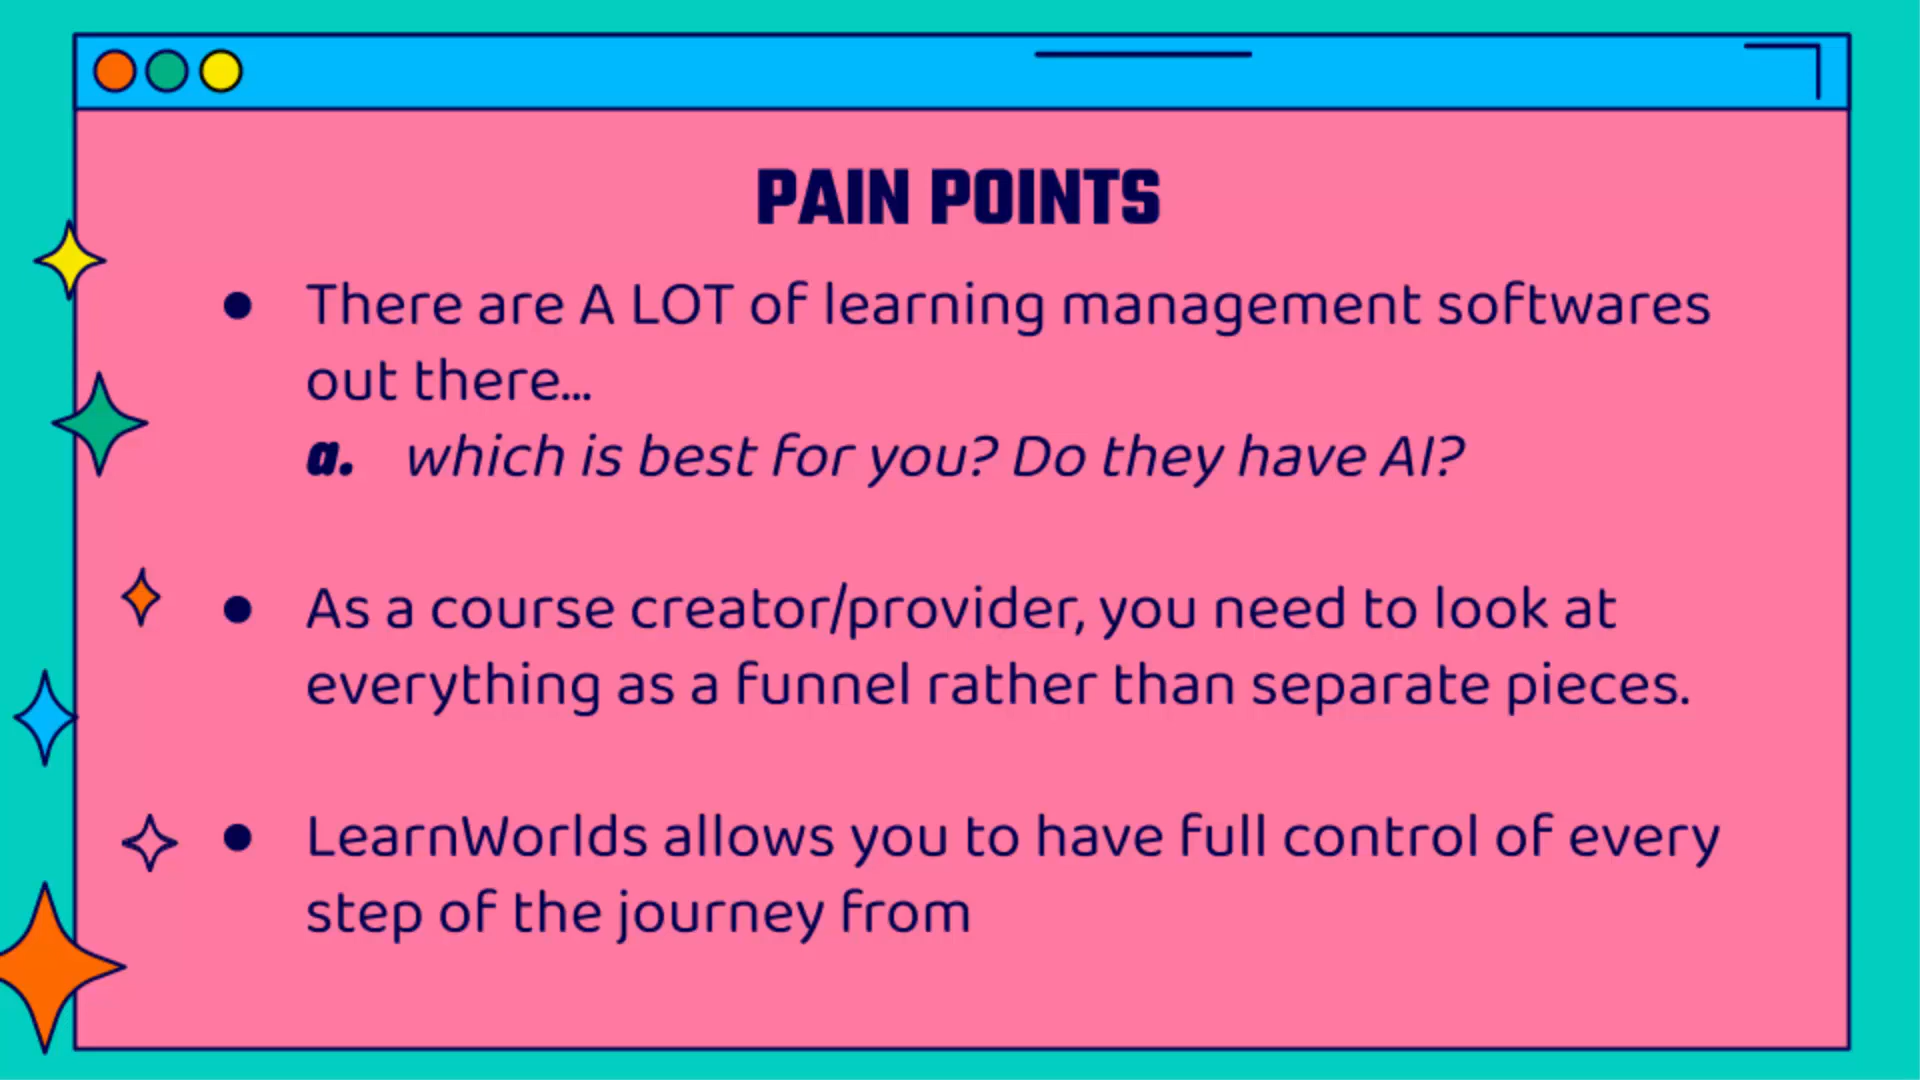 PAIN POINTS
● There are A LOT of learning management softwares
out there...
a. which is best for you? Do they have AI?
● As a course creator/provider, you need to look at
everything as a funnel rather than separate pieces.
● LearnWorlds allows you to have full control of every
step of the journey from